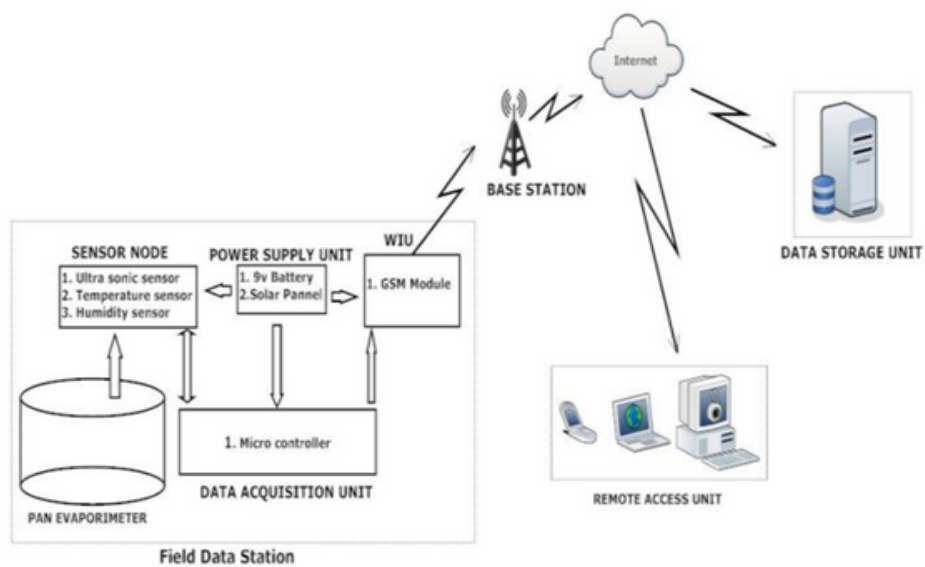 Internet
BASE STATION
DATA STORAGE UNIT
WIU
SENSOR NODE
POWER SUPPLY UNIT
1. Ultra sonic sensor
2. Temperature sensor
3. Humidity sensor
1. 9v Battery
2.Solar Pannel
1. GSM Module
1. Micro controller
DATA ACQUISITION UNIT
PAN EVAPORIMETER
REMOTE ACCESS UNIT
Field Data Station